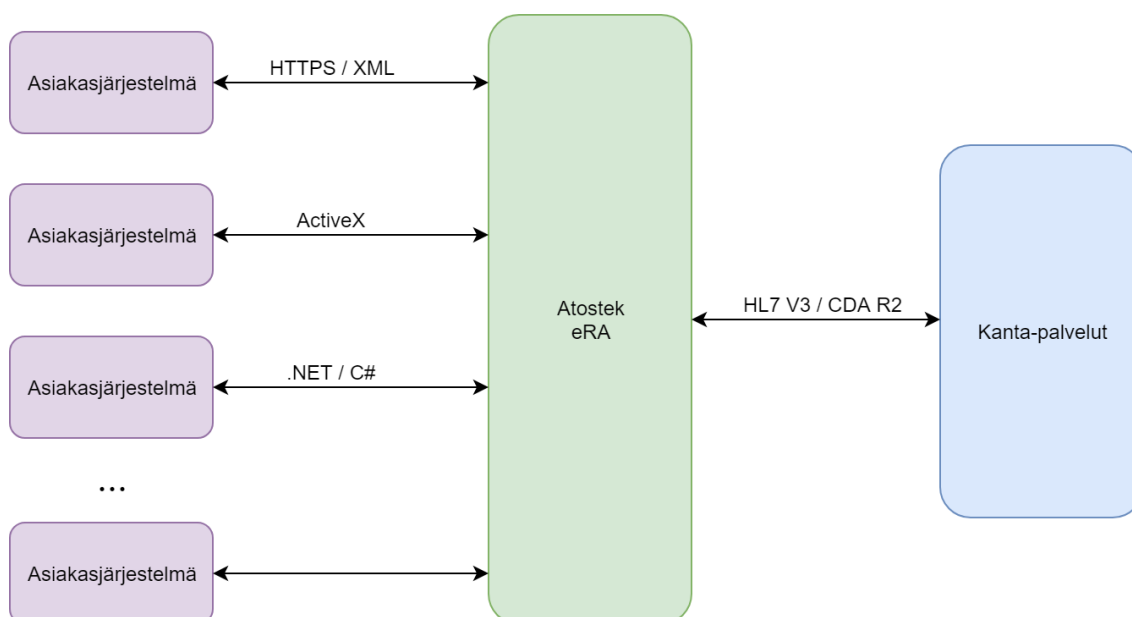 Asiakasjärjestelmä
HTTPS / XML
Asiakasjärjestelmä
ActiveX
Atostek
eRA
HL7 V3 / CDA R2
Kanta-palvelut
Asiakasjärjestelmä
.NET / C#
...
Asiakasjärjestelmä